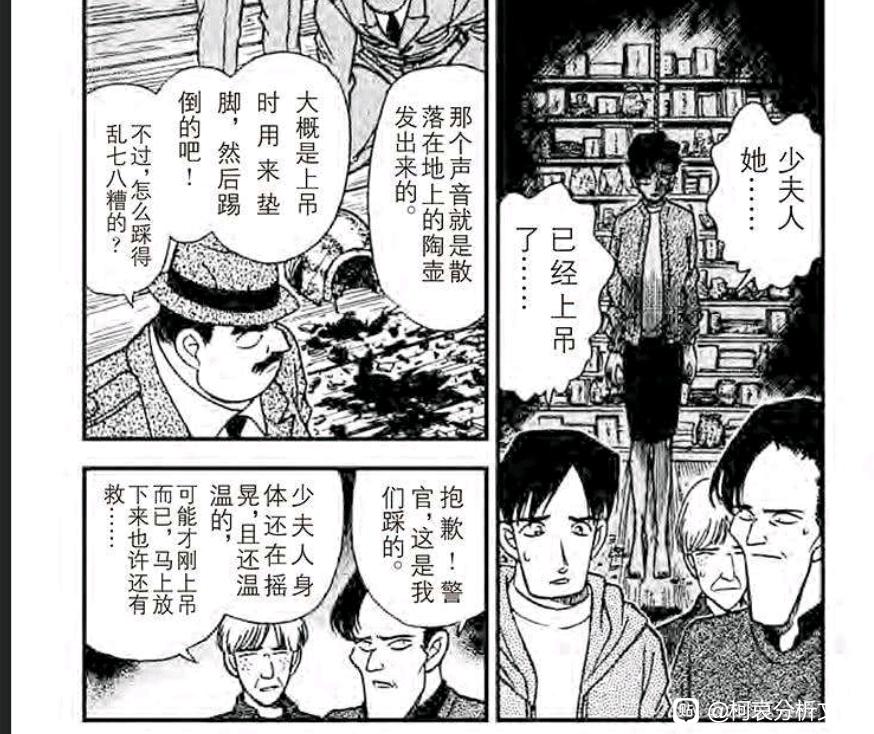 少夫人
她……
已经上吊
了……
那个声音就是散
落在地上的陶壶
发出来的。
大概是上吊
时用来垫
脚，然后踢
倒的吧！
不过，怎么踩得
乱七八糟的？
抱歉！警
官，这是我
们踩的。
少夫人身
体还在摇
晃，且还温
温的，
可能才刚上吊
而已，马上放
下来也许还有
救……
@柯哀分析文